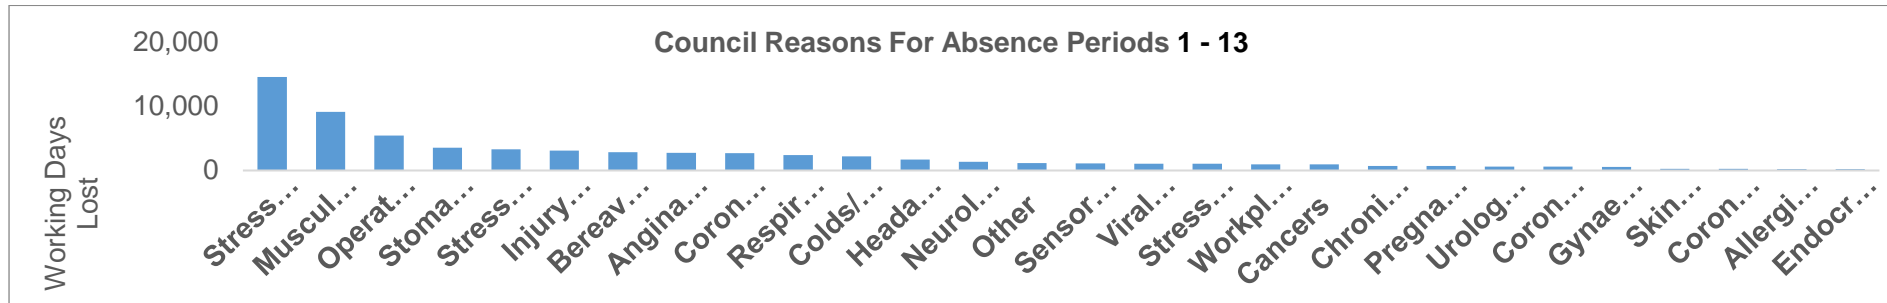 Council Reasons For Absence Periods 1 - 13
20,000
10,000
0
Working Days
Lost
Stress…
Muscul…
Operat…
Stoma…
Stress…
Injury…
Bereav…
Angina…
Coron…
Respir…
Colds/…
Heada…
Neurol…
Other
Sensor…
Viral…
Stress…
Workpl…
Cancers
Chroni…
Pregna…
Urolog…
Coron…
Gynae…
Skin…
Coron…
Allergi…
Endocr…